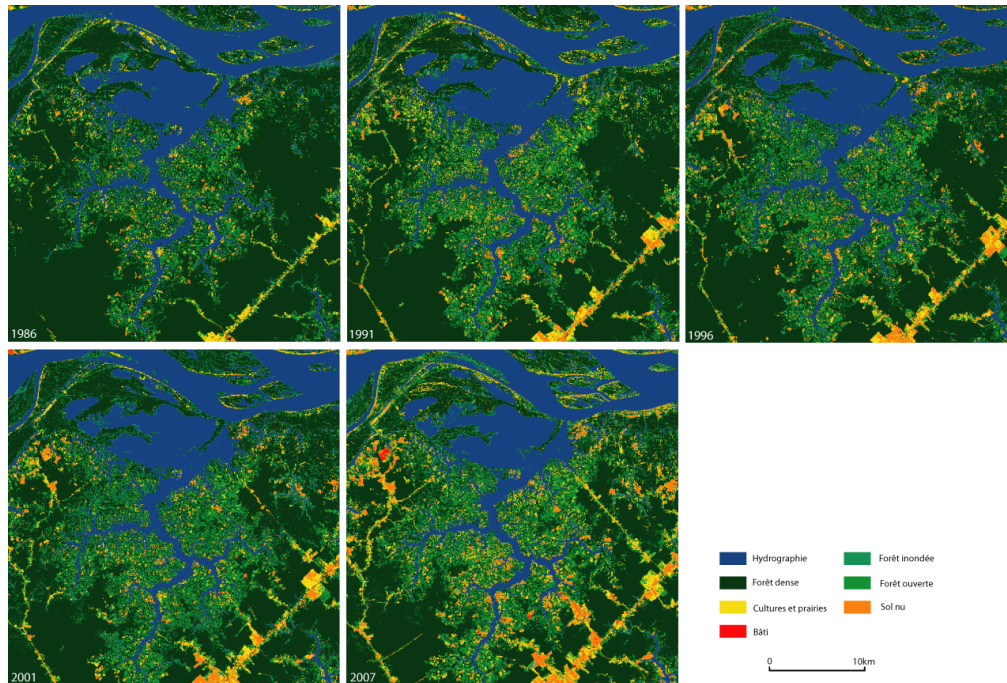 1986
1991
1996
2001
2007
Hydrographie
Forêt inondée
Forêt dense
Forêt ouverte
Cultures et prairies
Sol nu
Bâti
0 10km